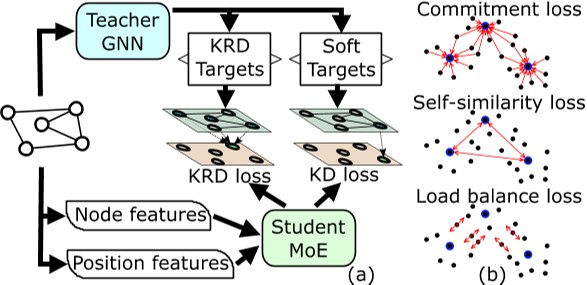 Teacher
GNN
KRD
Targets
Soft
Targets
KRD loss
KD loss
Node features
Position features
Student
MoE
(a)
Commitment loss
Self-similarity loss
Load balance loss
(b)